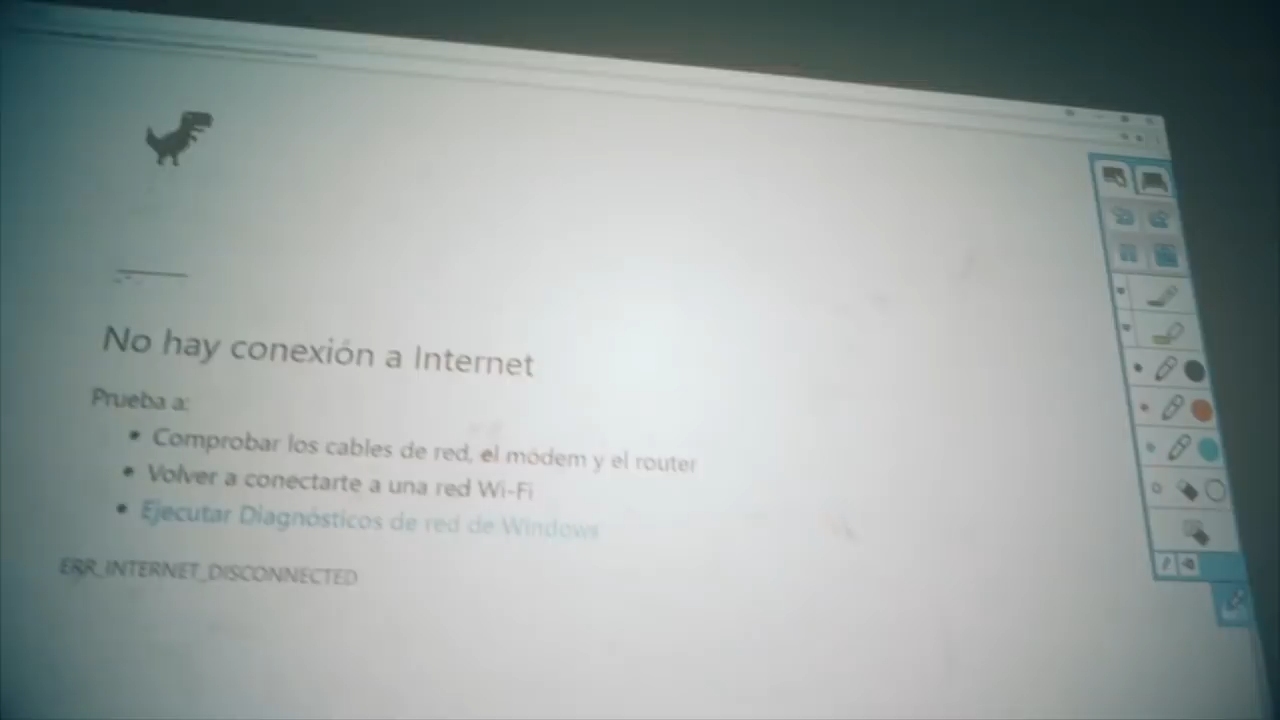 No hay conexión a Internet
Prueba a:
Comprobar los cables de red, el módem y el router
Volver a conectarte a una red Wi-Fi
Ejecutar Diagnósticos de red de Windows
ERR_INTERNET_DISCONNECTED